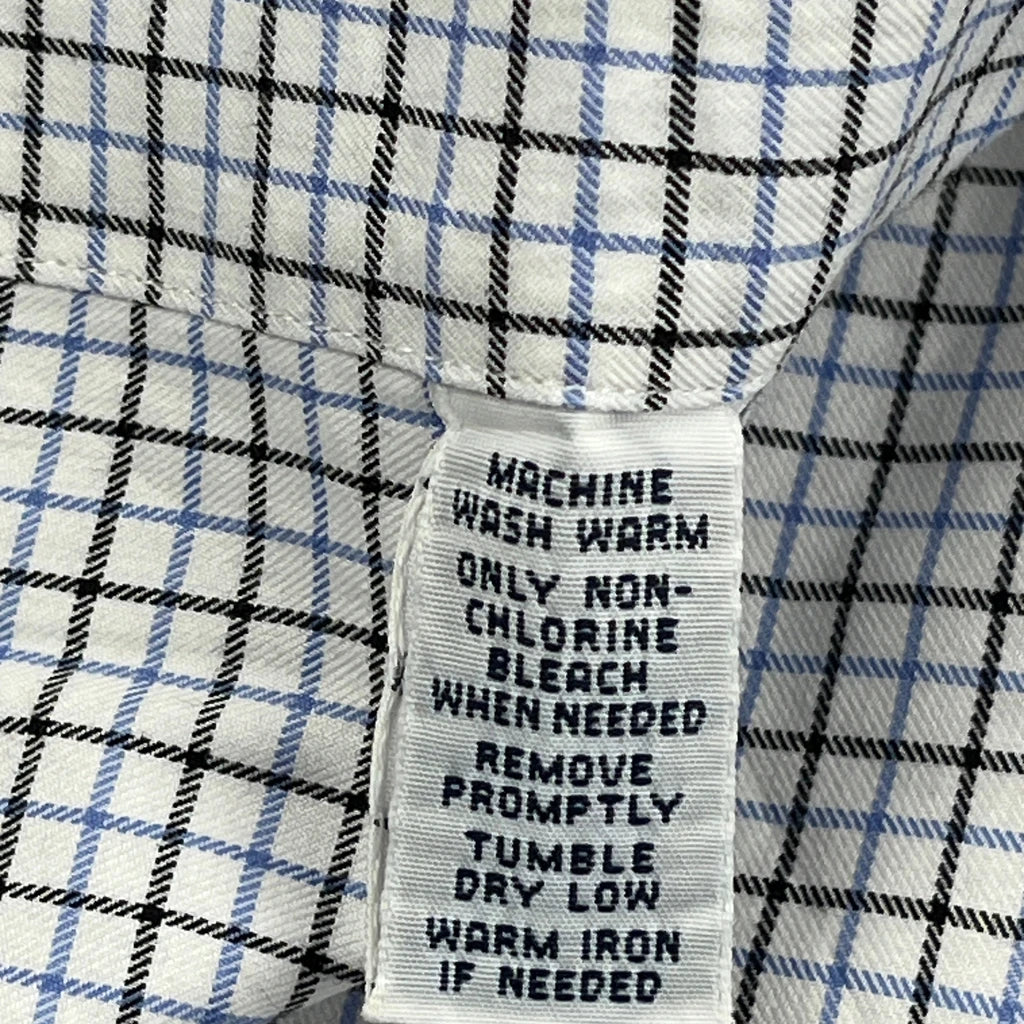 MACHINE
WASH WARM
ONLY NON-
CHLORINE
BLEACH
WHEN NEEDED
REMOVE
PROMPTLY
TUMBLE
DRY LOW
WARM IRON
IF NEEDED